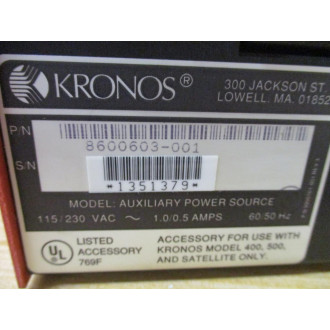 KRONOS®
300 JACKSON ST.
LOWELL, MA. 01852
P/N
8600603-001
S/N
*1351379*
MODEL: AUXILIARY POWER SOURCE
115/230 VAC ~ 1.0/0.5 AMPS 60/50 Hz
UL
LISTED
ACCESSORY
769F
ACCESSORY FOR USE WITH
KRONOS MODEL 400, 500,
AND SATELLITE ONLY.